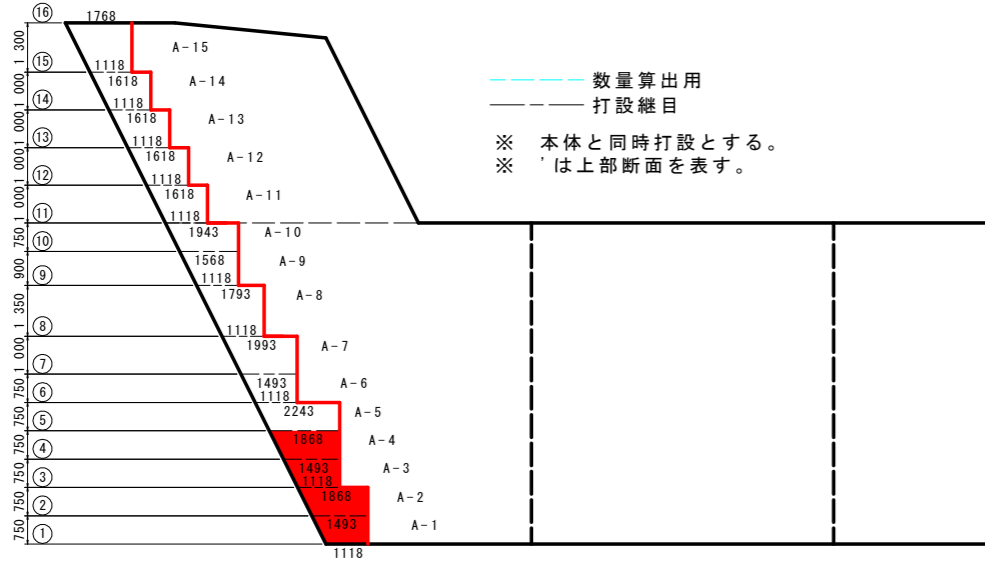 ⑯ 1768
1 300
A-15
⑮ 1118
1618
1 000
A-14
⑭ 1118
1618
1 000
A-13
⑬ 1118
1618
1 000
A-12
⑫ 1118
1618
1 000
A-11
⑪ 1118
1943
750
A-10
⑩
1568
900
A-9
⑨ 1118
1793
1 350
A-8
⑧ 1118
1993
1 000
A-7
⑦
1493
750
A-6
⑥ 1118
2243
750
A-5
⑤
1868
750
A-4
④
1493
750
A-3
③ 1118
1868
750
A-2
②
1493
750
A-1
①
1118
数量算出用
打設継目
※ 本体と同時打設とする。
※ 'は上部断面を表す。